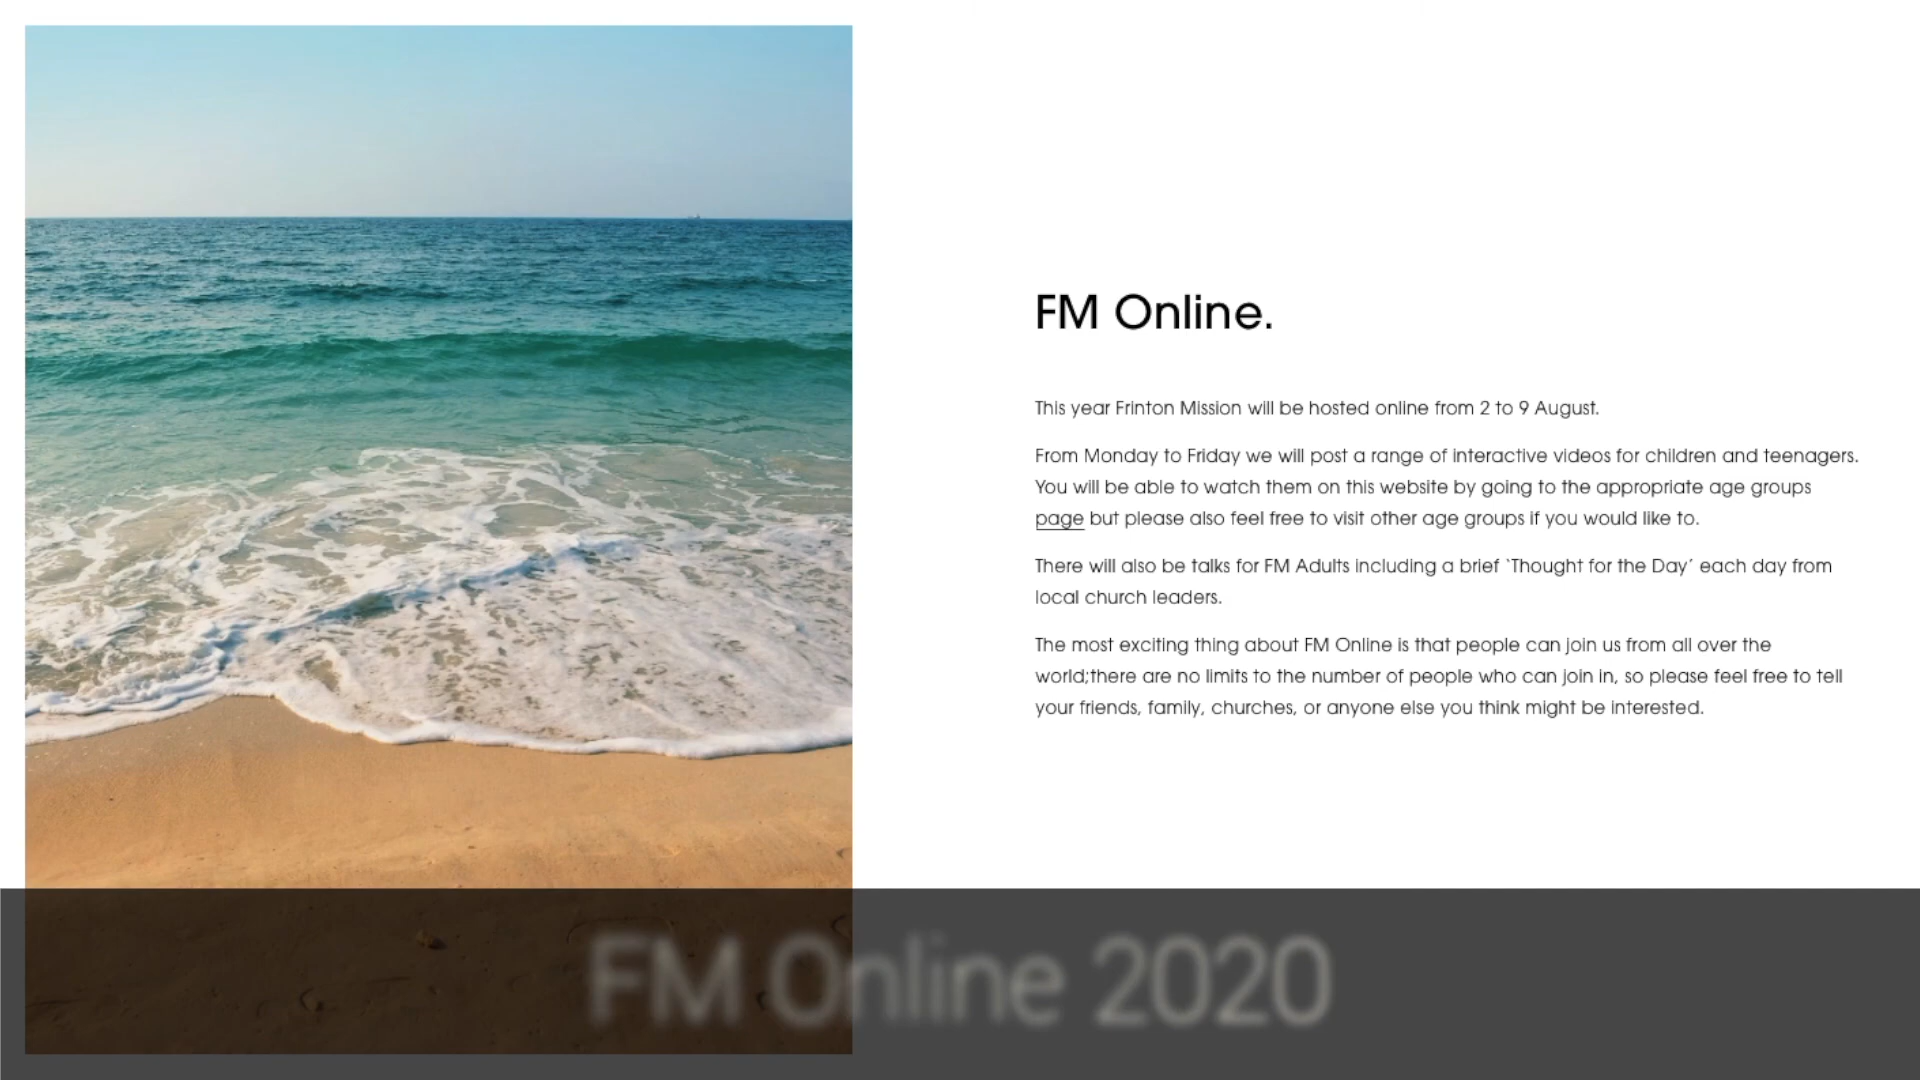 FM Online.
This year Frinton Mission will be hosted online from 2 to 9 August.
From Monday to Friday we will post a range of interactive videos for children and teenagers.
You will be able to watch them on this website by going to the appropriate age groups
page but please also feel free to visit other age groups if you would like to.
There will also be talks for FM Adults including a brief ‘Thought for the Day’ each day from
local church leaders.
The most exciting thing about FM Online is that people can join us from all over the
world;there are no limits to the number of people who can join in, so please feel free to tell
your friends, family, churches, or anyone else you think might be interested.
FM Online 2020